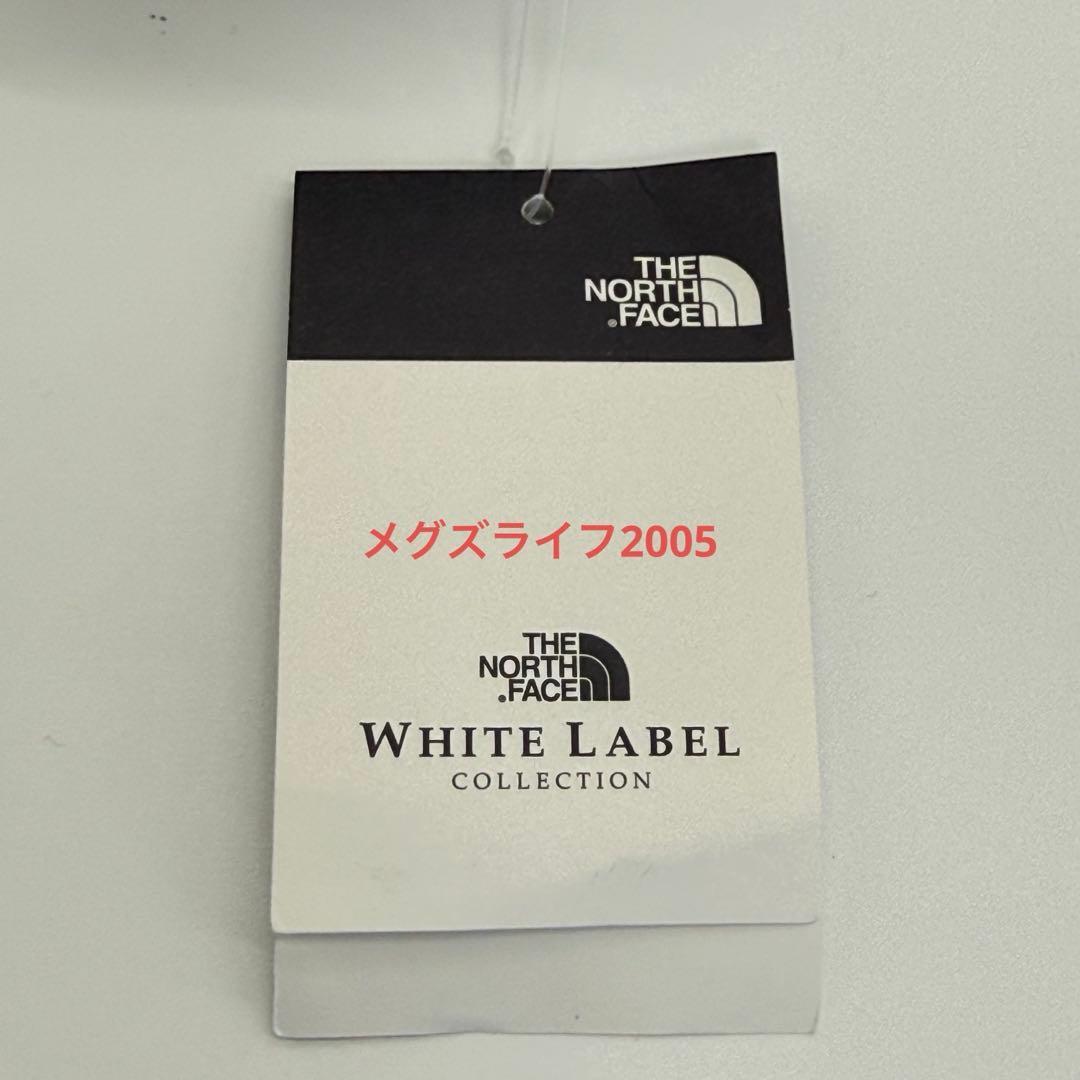 THE
NORTH
FACE
®
メグズライフ2005
THE
NORTH
FACE
WHITE LABEL
COLLECTION